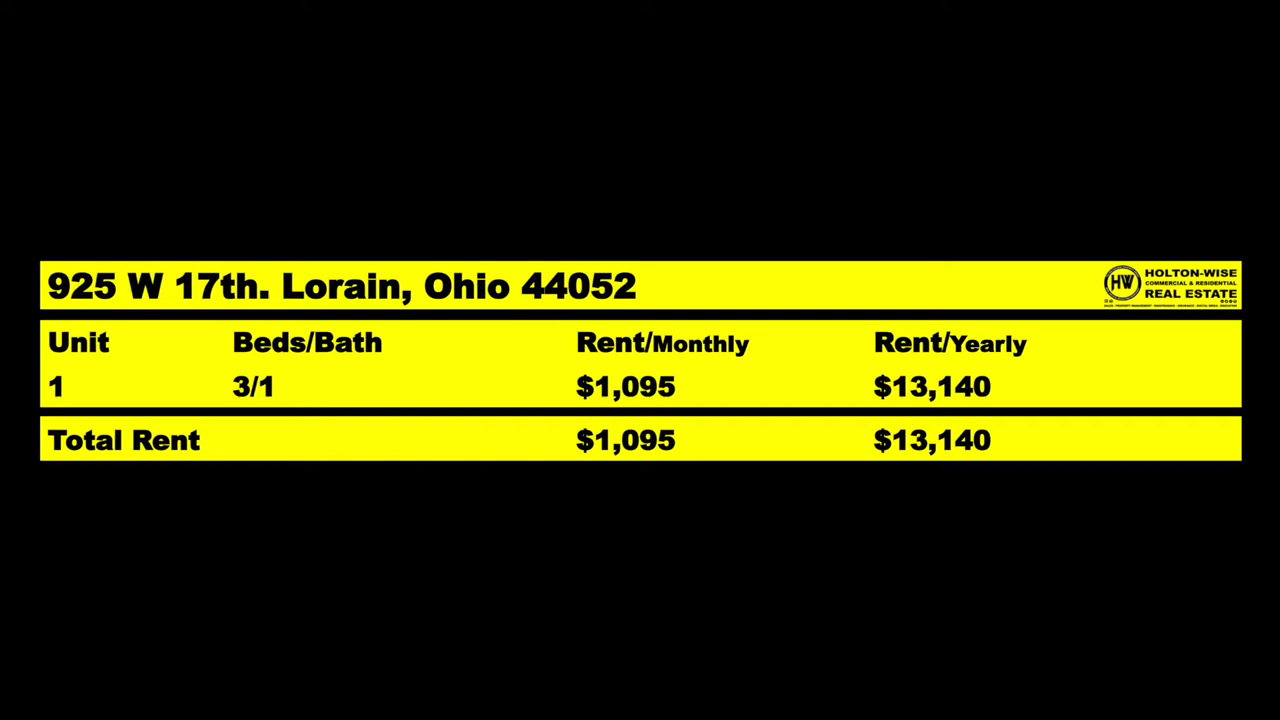 925 W 17th. Lorain, Ohio 44052
HW
HOLTON-WISE
COMMERCIAL & RESIDENTIAL
REAL ESTATE
Unit Beds/Bath Rent/Monthly Rent/Yearly
1 3/1 $1,095 $13,140
Total Rent $1,095 $13,140